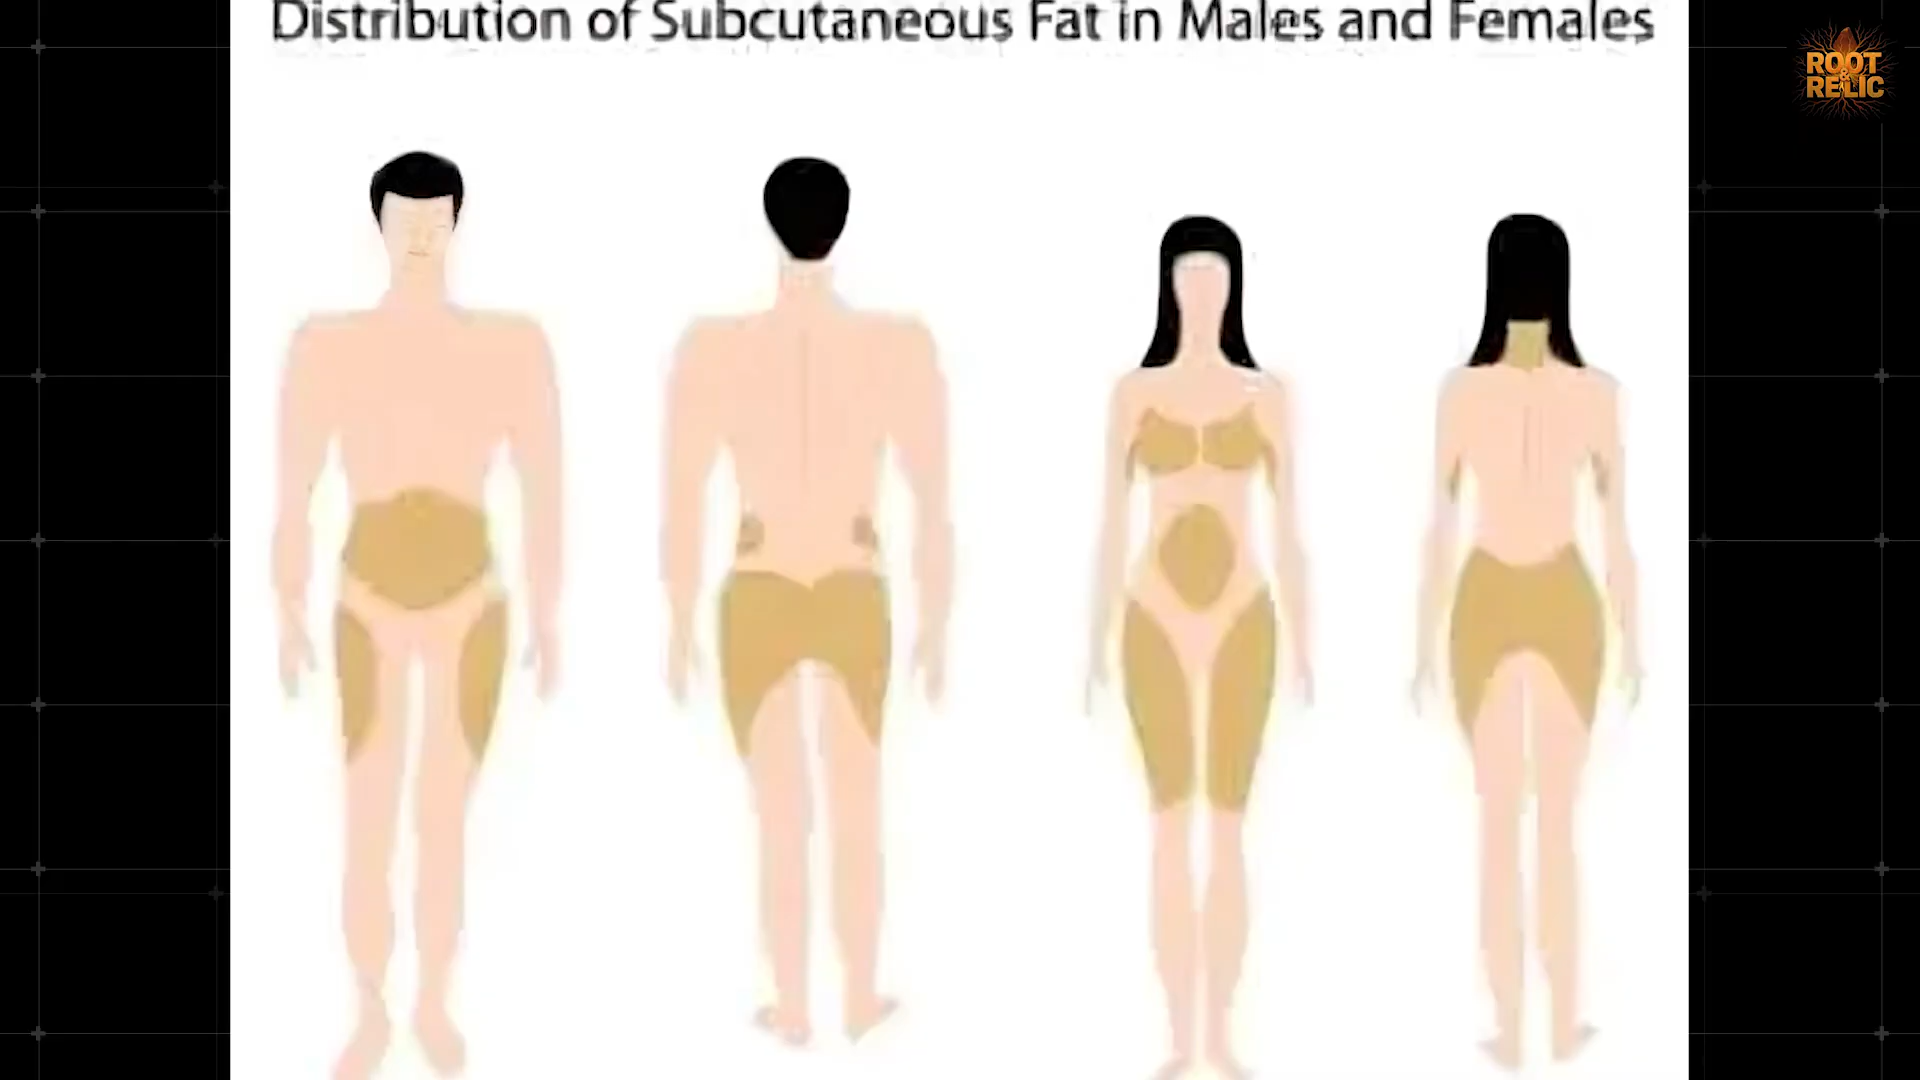 Distribution of Subcutaneous Fat in Males and Females
ROOT
&
RELIC